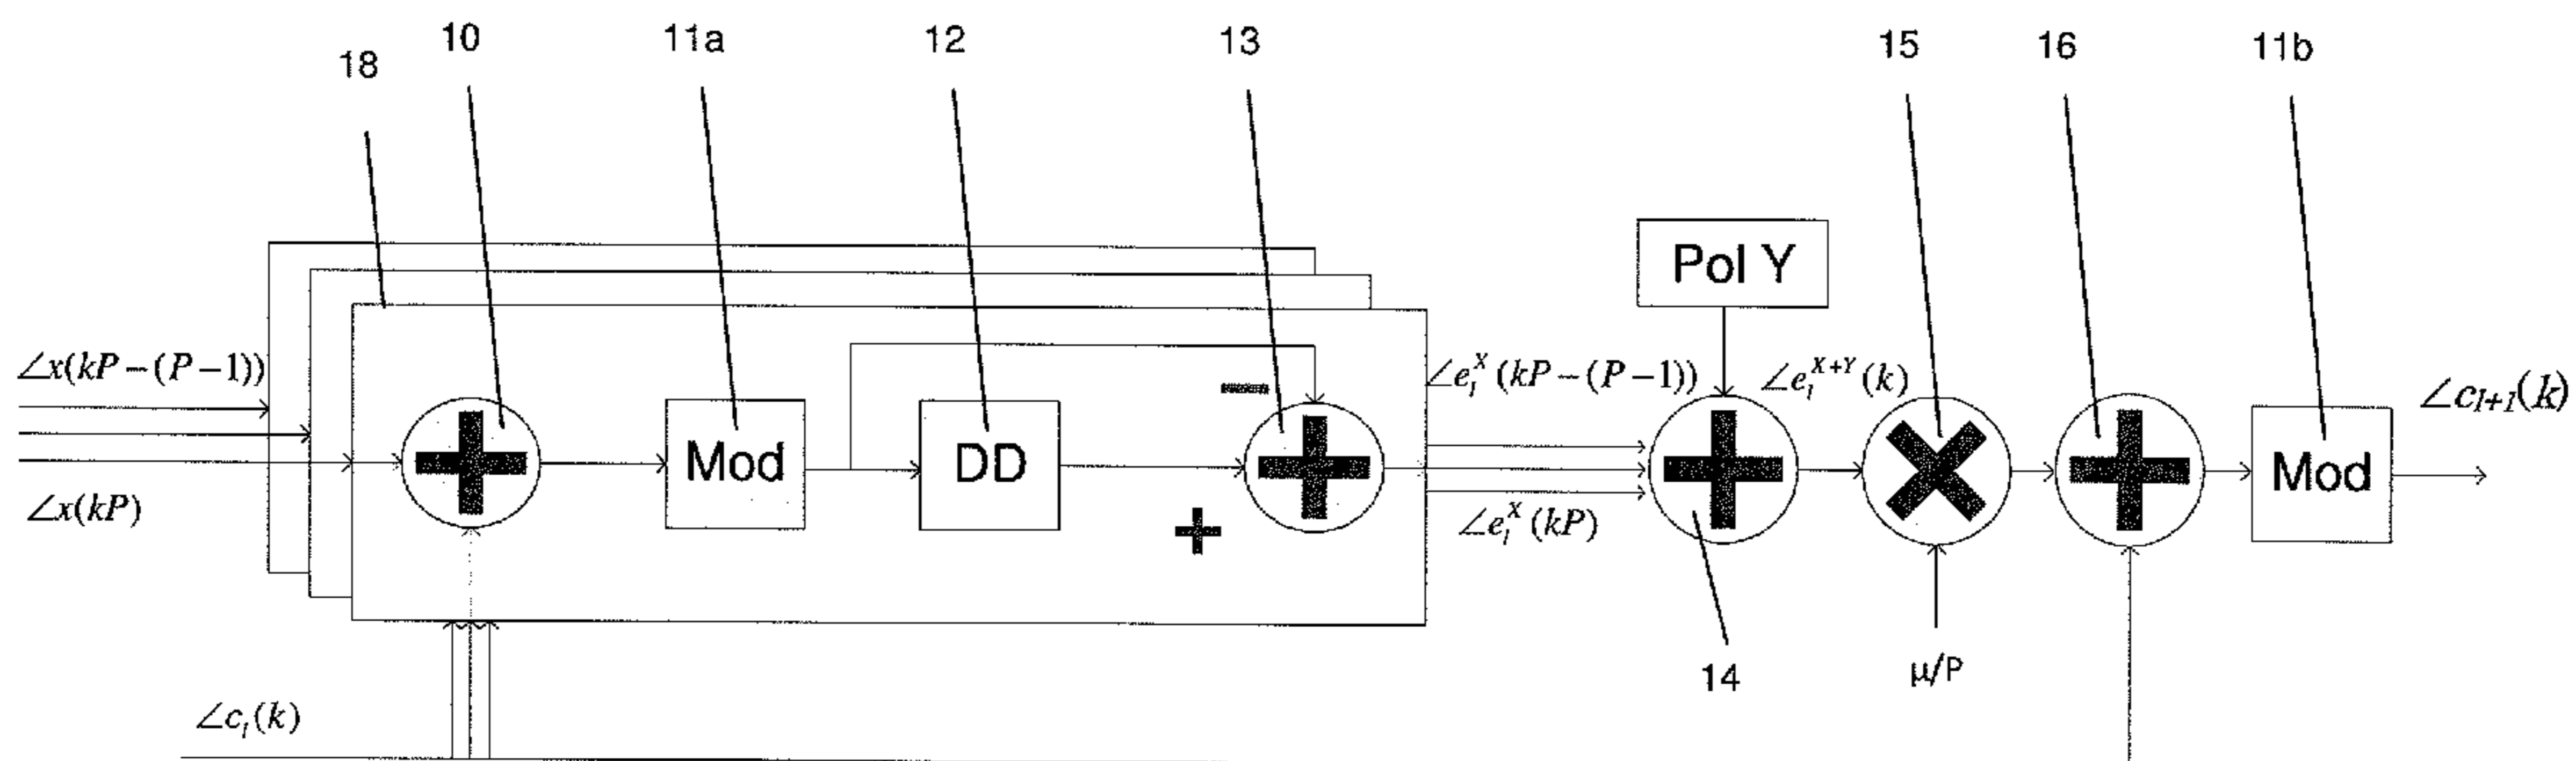 18
10
11a
12
13
15
16
11b
Pol Y
∠x(kP−(P−1))
∠x(kP)
Mod
DD
−
+
∠e_l^X(kP−(P−1))
∠e_l^X(kP)
∠e_l^{X+Y}(k)
Mod
∠c_{l+1}(k)
14
μ/P
∠c_l(k)